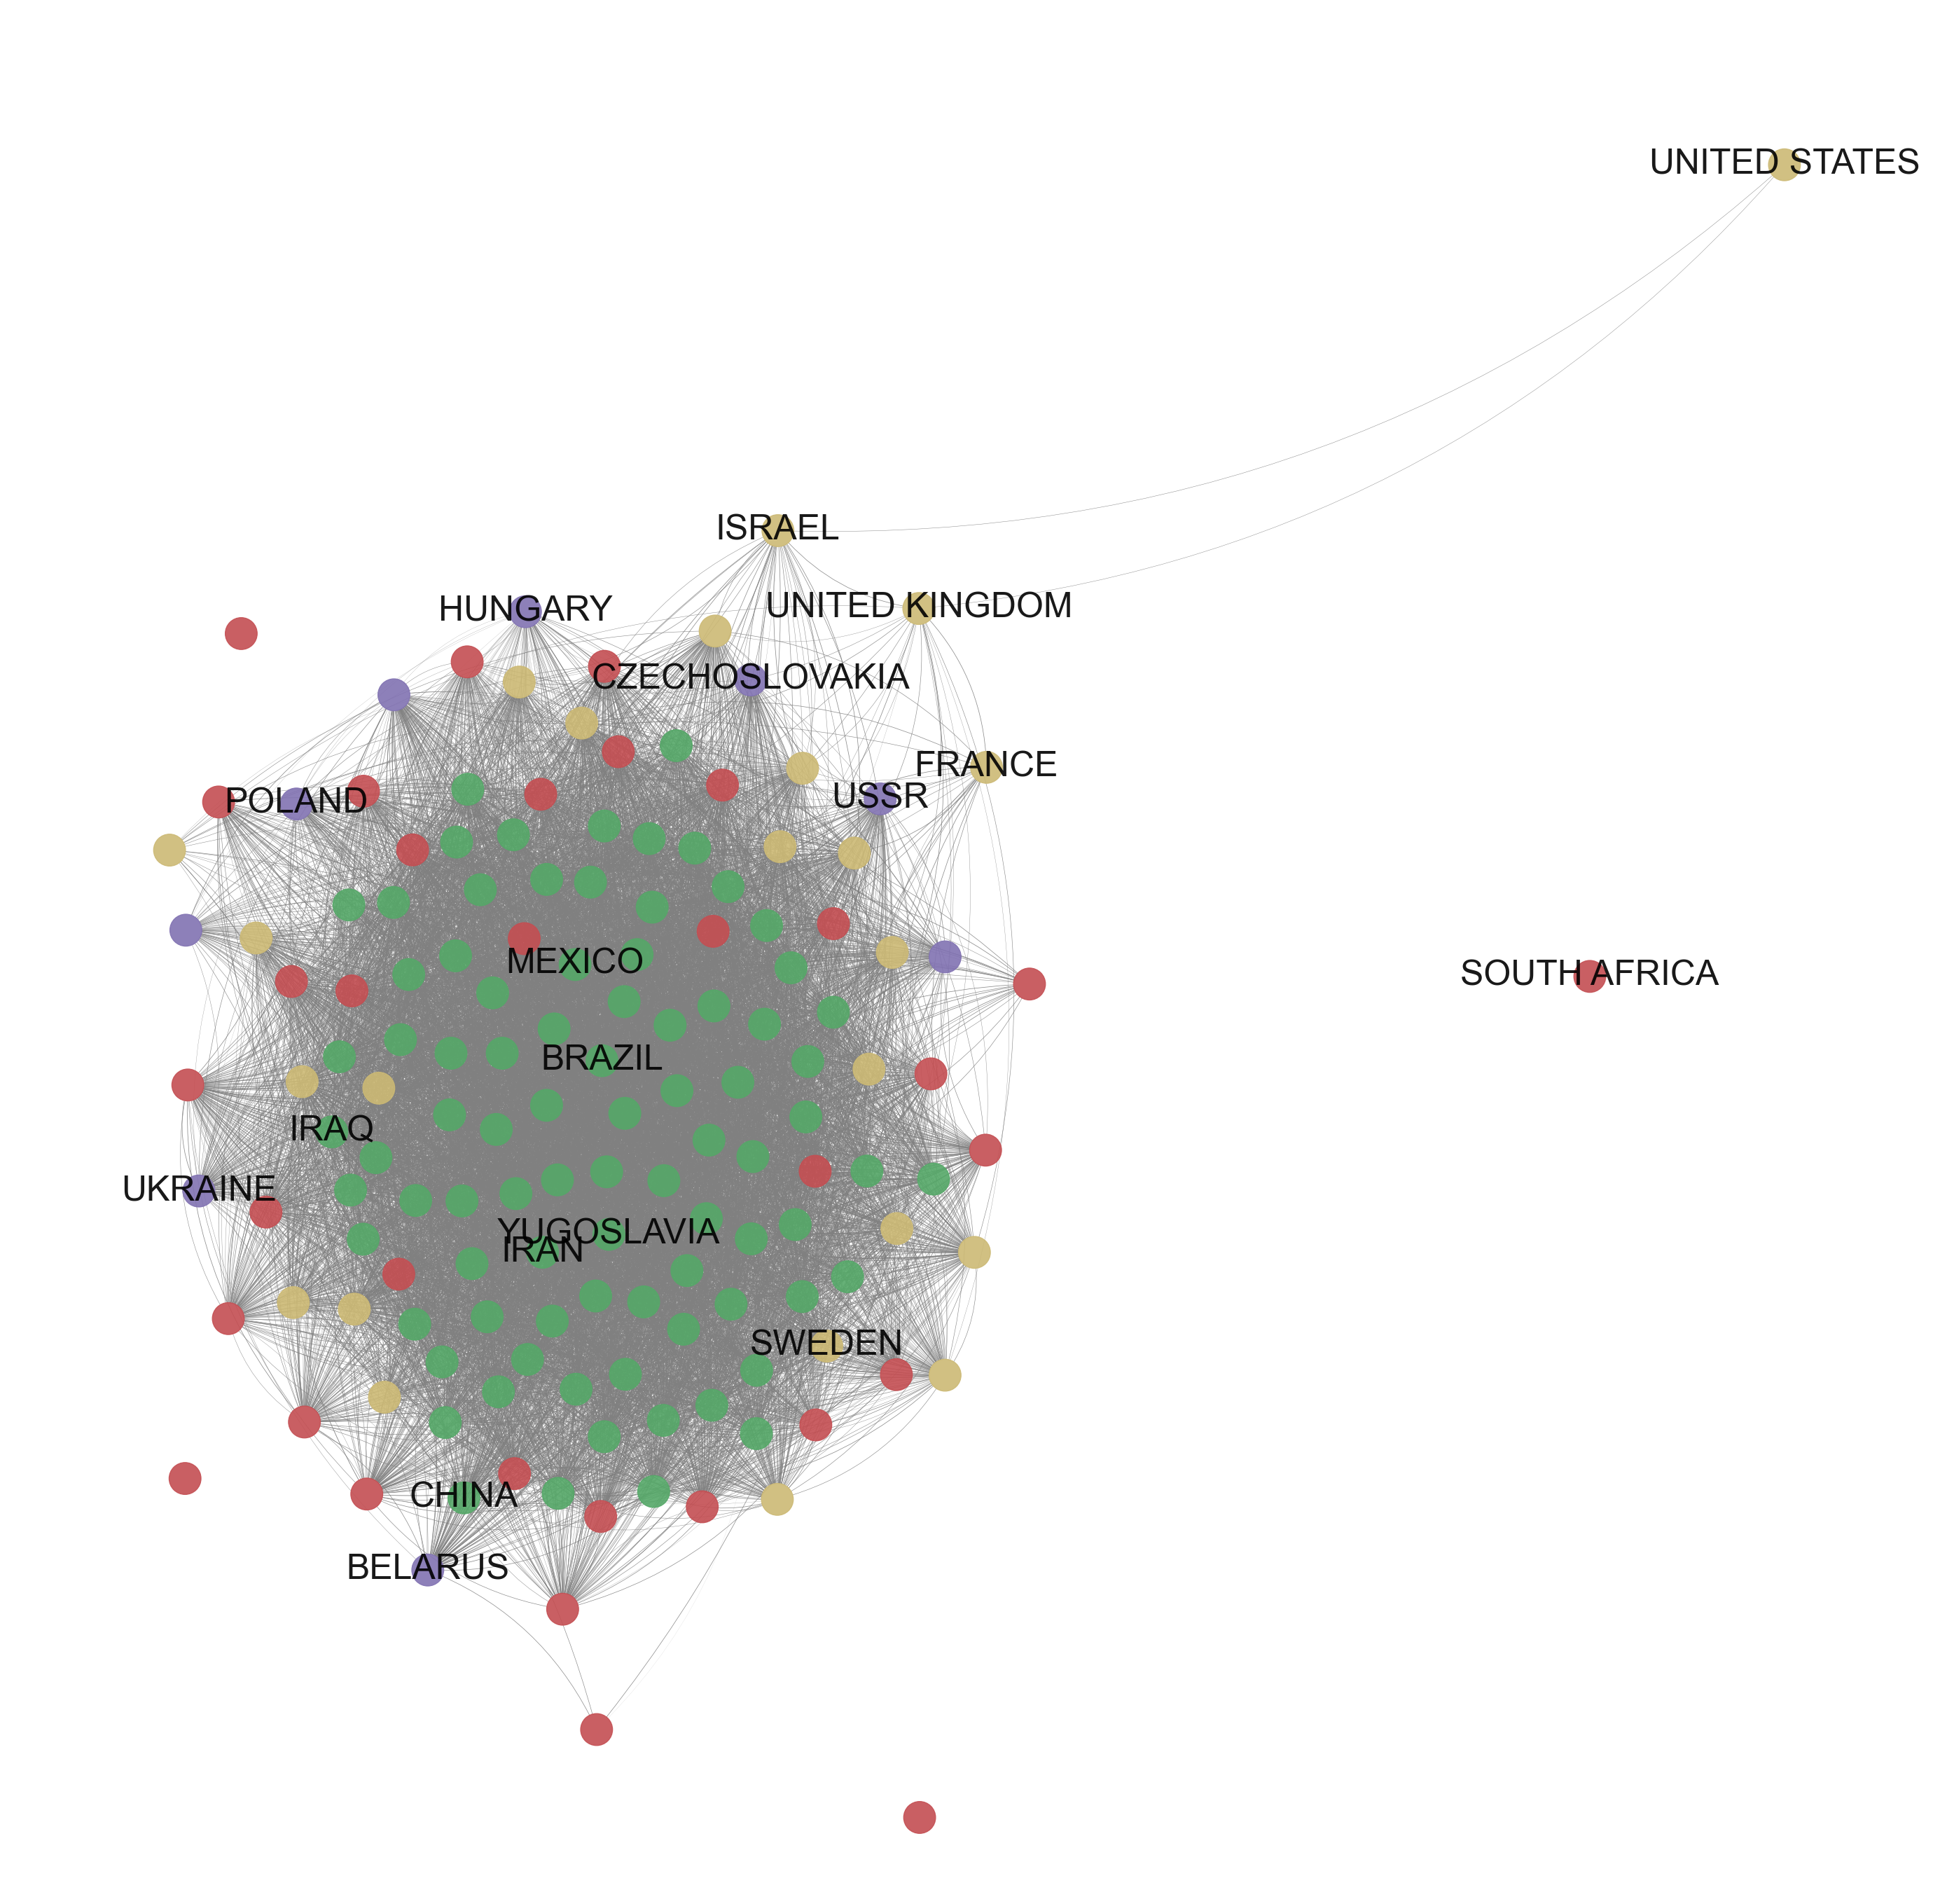 UNITED STATES
ISRAEL
HUNGARY
UNITED KINGDOM
CZECHOSLOVAKIA
FRANCE
USSR
POLAND
MEXICO
SOUTH AFRICA
BRAZIL
IRAQ
UKRAINE
YUGOSLAVIA
IRAN
SWEDEN
CHINA
BELARUS